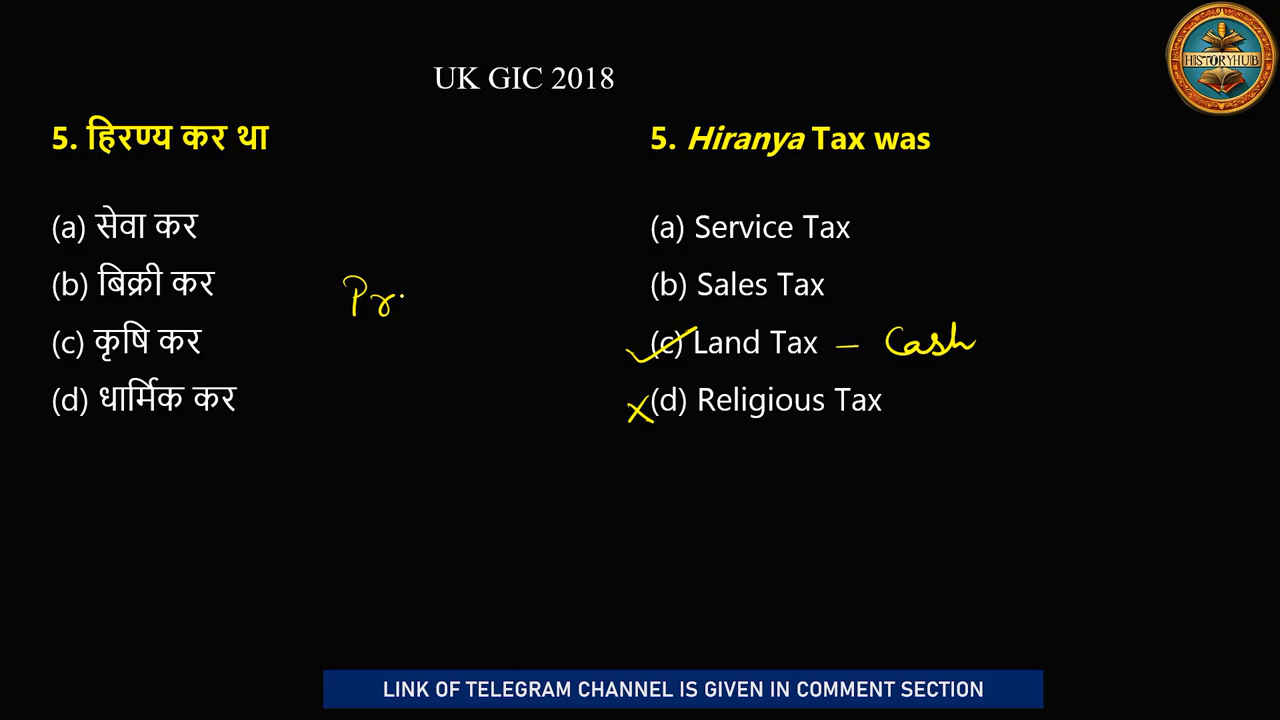 HISTORYHUB
UK GIC 2018
5. हिरण्य कर था
(a) सेवा कर
(b) बिक्री कर
(c) कृषि कर
(d) धार्मिक कर
Pr
5. Hiranya Tax was
(a) Service Tax
(b) Sales Tax
(c) Land Tax – Cash
(d) Religious Tax
LINK OF TELEGRAM CHANNEL IS GIVEN IN COMMENT SECTION